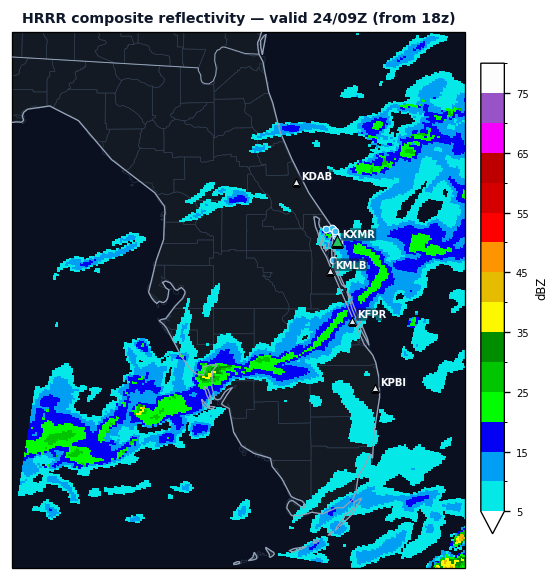 HRRR composite reflectivity — valid 24/09Z (from 18z)
KDAB
KXMR
KMLB
KFPR
KPBI
75
65
55
45
35
25
15
5
dBZ